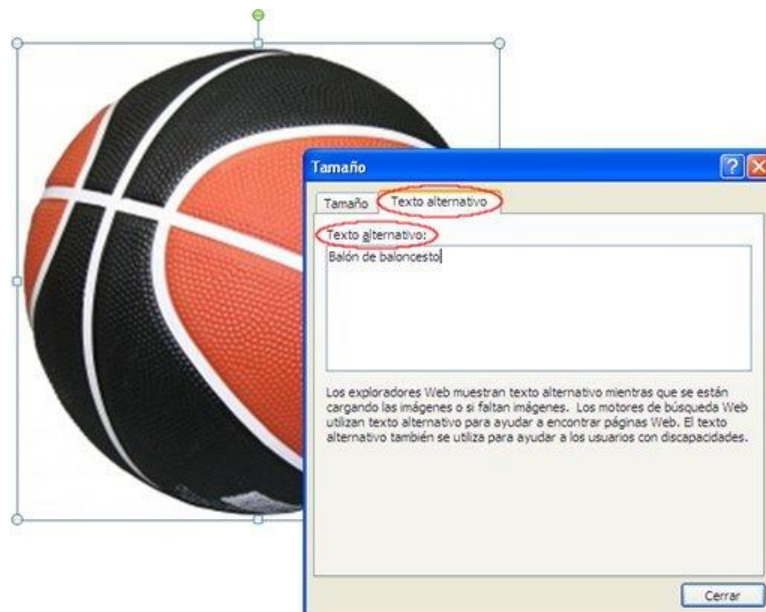 Tamaño
Tamaño Texto alternativo
Texto alternativo:
Balón de baloncesto
Los exploradores Web muestran texto alternativo mientras que se están
cargando las imágenes o si faltan imágenes. Los motores de búsqueda Web
utilizan texto alternativo para ayudar a encontrar páginas Web. El texto
alternativo también se utiliza para ayudar a los usuarios con discapacidades.
Cerrar